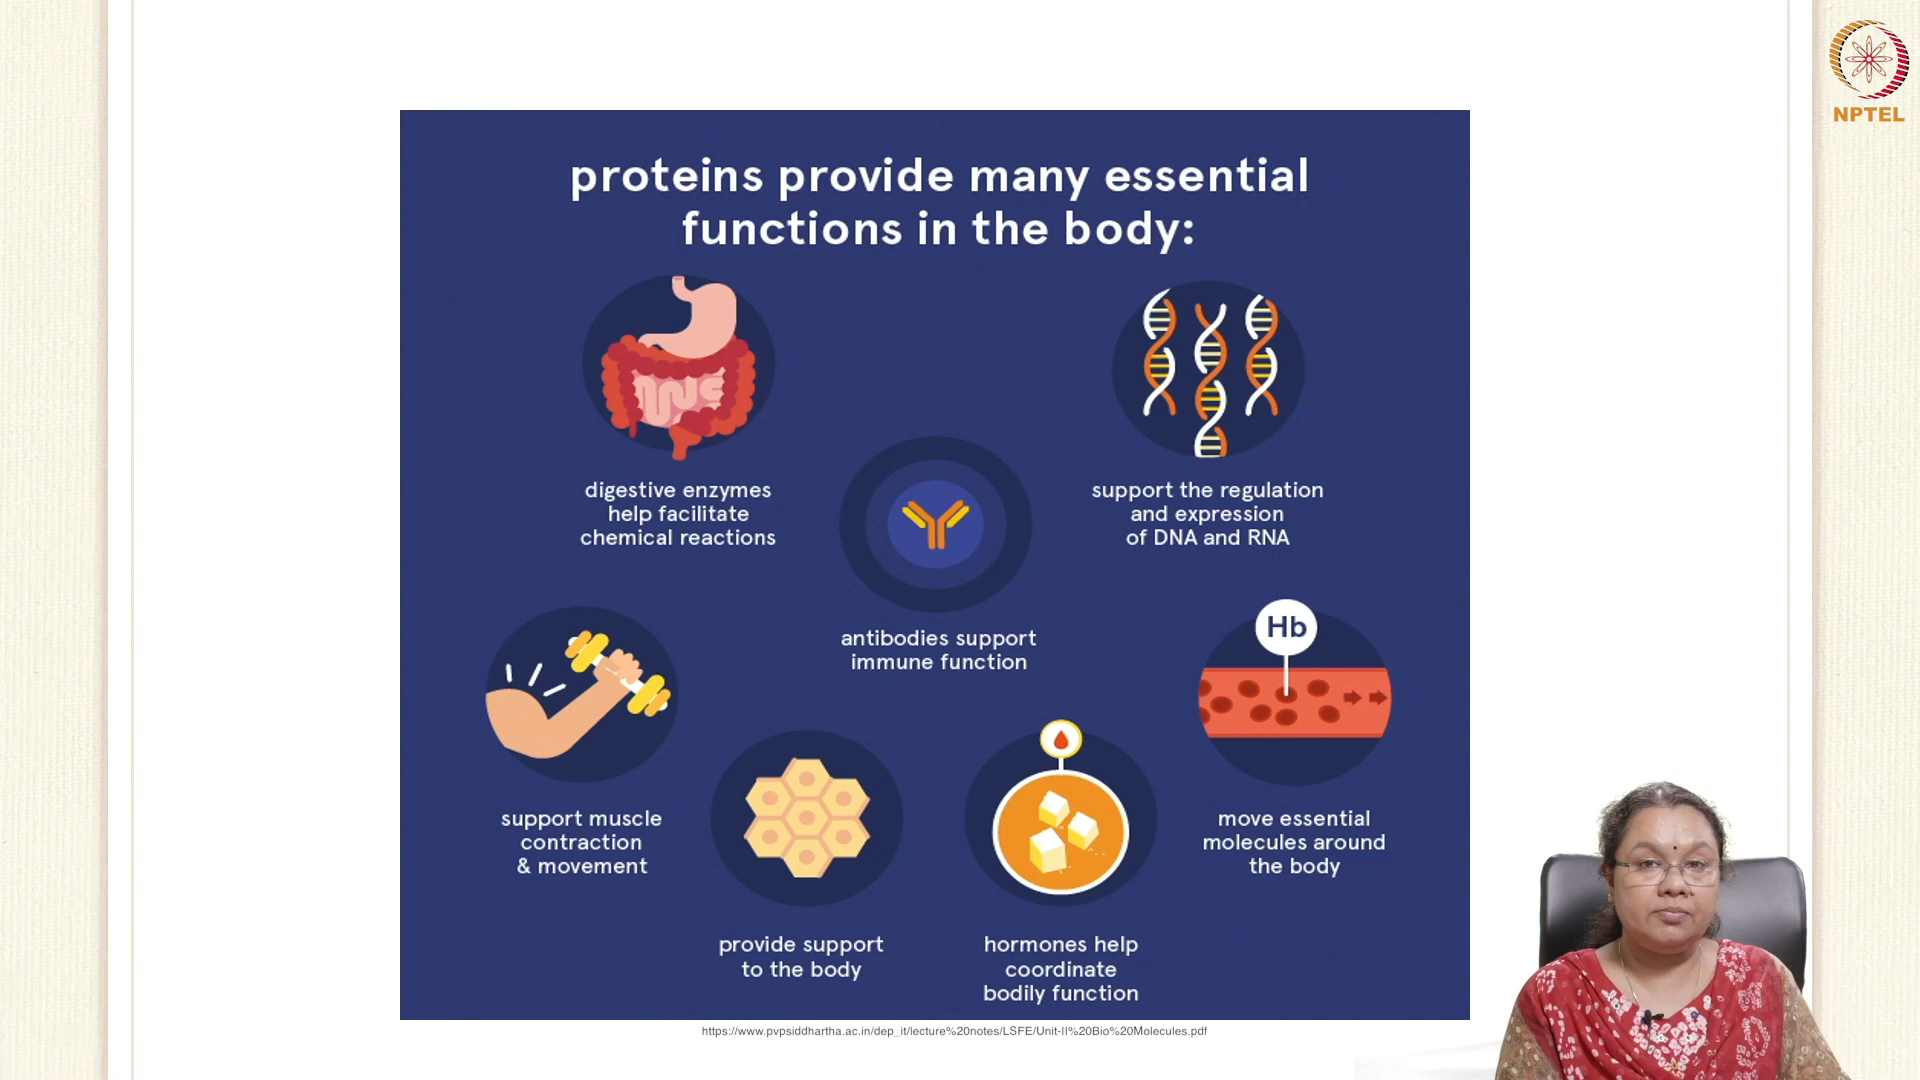 NPTEL
proteins provide many essential
functions in the body:
digestive enzymes
help facilitate
chemical reactions
support the regulation
and expression
of DNA and RNA
antibodies support
immune function
Hb
support muscle
contraction
& movement
move essential
molecules around
the body
provide support
to the body
hormones help
coordinate
bodily function
https://www.pvpsiddhartha.ac.in/dep_it/lecture%20notes/LSFE/Unit-II%20Bio%20Molecules.pdf